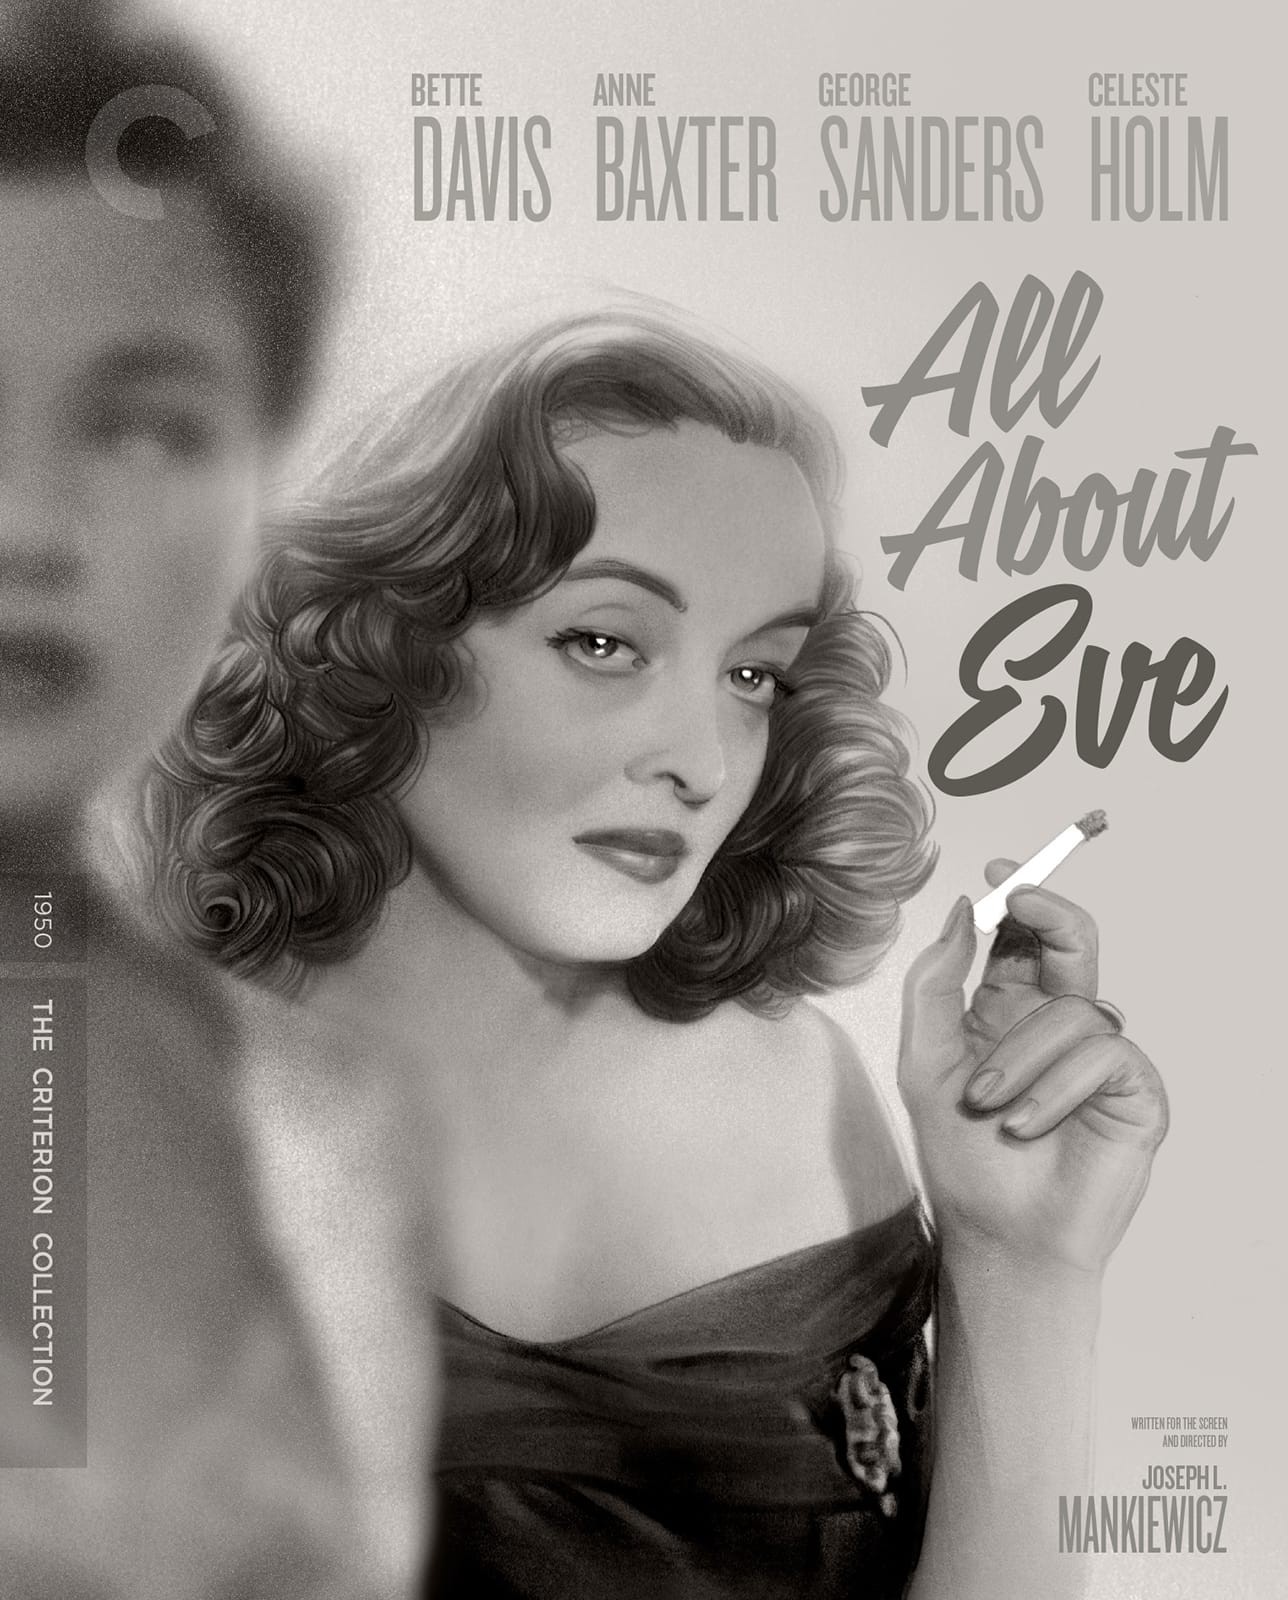 BETTE ANNE GEORGE CELESTE
DAVIS BAXTER SANDERS HOLM
All
About
Eve
1950
THE CRITERION COLLECTION
WRITTEN FOR THE SCREEN
AND DIRECTED BY
JOSEPH L.
MANKIEWICZ